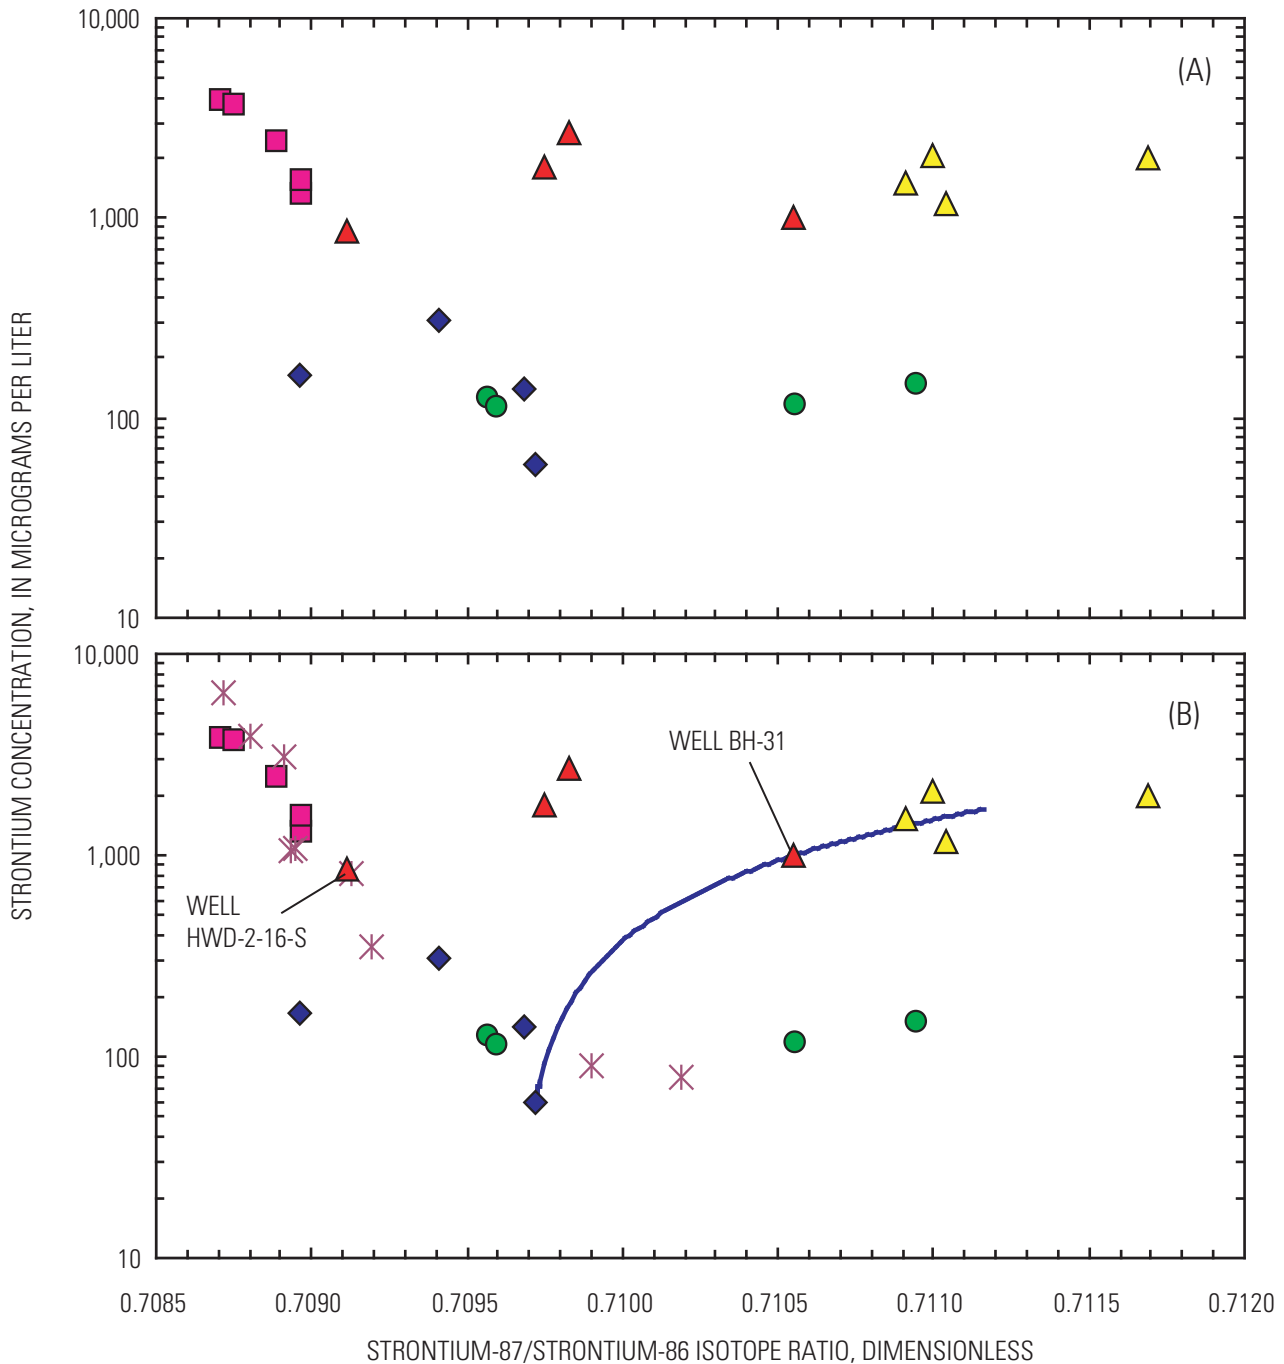 10,000
(A)
1,000
100
10
STRONTIUM CONCENTRATION, IN MICROGRAMS PER LITER
10,000
(B)
WELL BH-31
1,000
WELL
HWD-2-16-S
100
10
0.7085 0.7090 0.7095 0.7100 0.7105 0.7110 0.7115 0.7120
STRONTIUM-87/STRONTIUM-86 ISOTOPE RATIO, DIMENSIONLESS